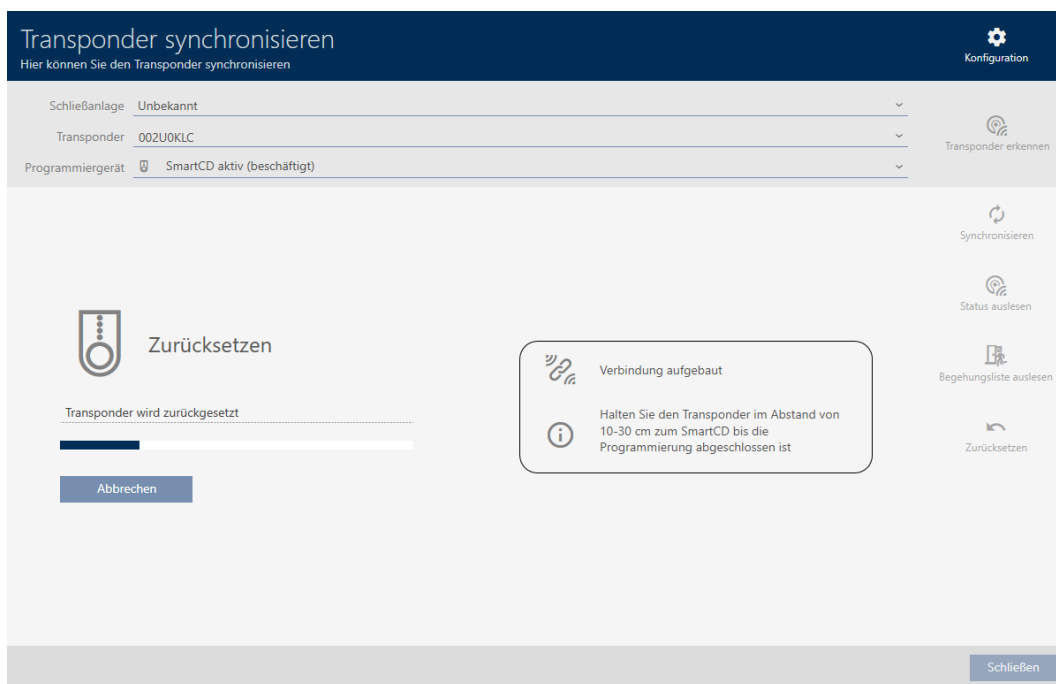 Transponder synchronisieren
Hier können Sie den Transponder synchronisieren
Konfiguration
Schließanlage Unbekannt
Transponder 002U0KLC
Programmiergerät SmartCD aktiv (beschäftigt)
Transponder erkennen
Synchronisieren
Status auslesen
Begehungsliste auslesen
Zurücksetzen
Zurücksetzen
Transponder wird zurückgesetzt
Abbrechen
Verbindung aufgebaut
Halten Sie den Transponder im Abstand von
10-30 cm zum SmartCD bis die
Programmierung abgeschlossen ist
Schließen